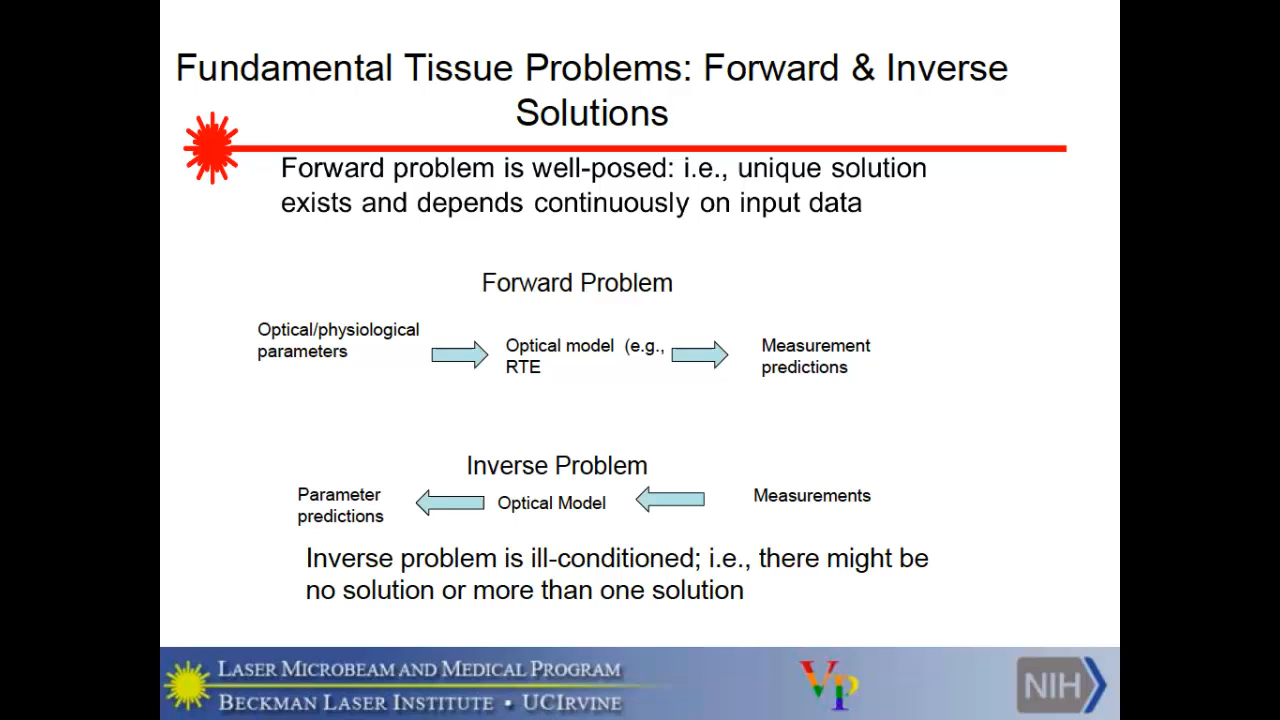 Fundamental Tissue Problems: Forward & Inverse
Solutions
Forward problem is well-posed: i.e., unique solution
exists and depends continuously on input data
Forward Problem
Optical/physiological
parameters
Optical model (e.g.,
RTE
Measurement
predictions
Inverse Problem
Parameter
predictions
Optical Model
Measurements
Inverse problem is ill-conditioned; i.e., there might be
no solution or more than one solution
LASER MICROBEAM AND MEDICAL PROGRAM
BECKMAN LASER INSTITUTE • UCIRVINE
VP
NIH